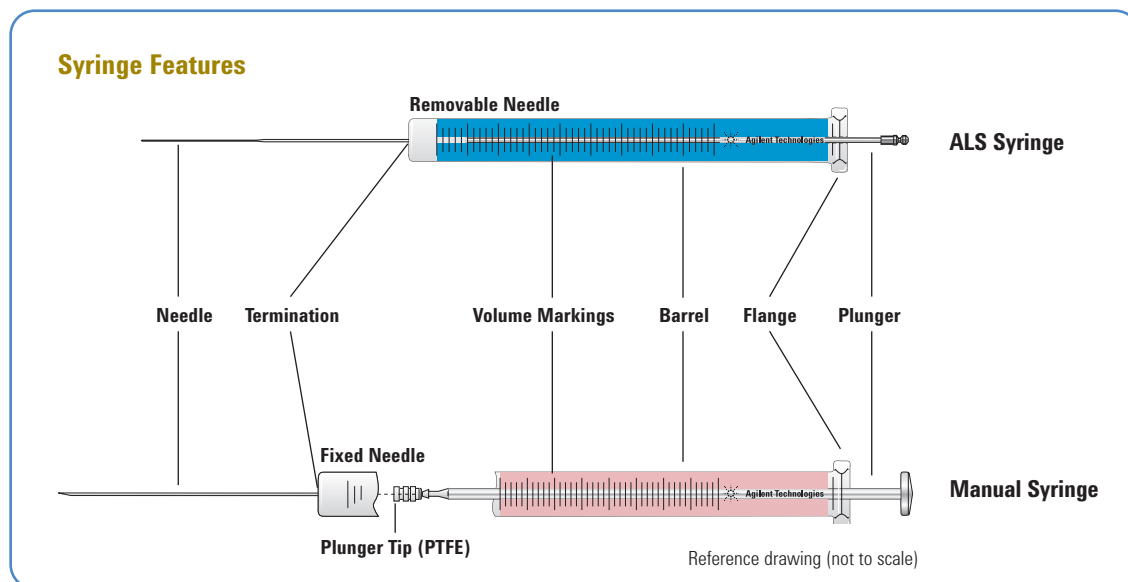 Syringe Features
Removable Needle
Agilent Technologies
ALS Syringe
Needle
Termination
Volume Markings
Barrel
Flange
Plunger
Fixed Needle
Agilent Technologies
Manual Syringe
Plunger Tip (PTFE)
Reference drawing (not to scale)